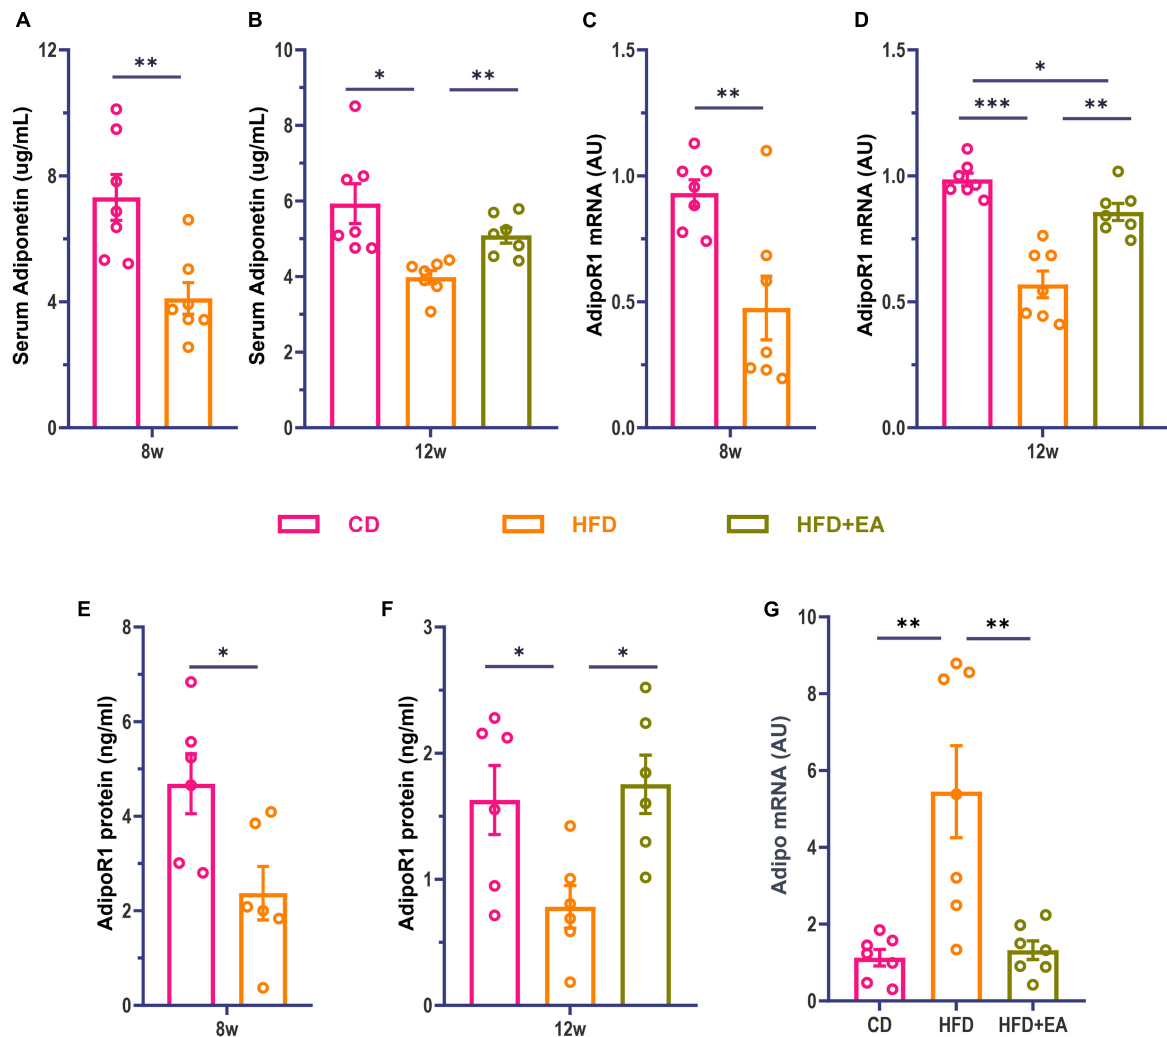 A
Serum Adiponetin (ug/mL)
12
8
4
0
**
8w
B
Serum Adiponetin (ug/mL)
10
8
6
4
2
0
*
**
12w
C
AdipoR1 mRNA (AU)
1.5
1.0
0.5
0.0
**
8w
D
AdipoR1 mRNA (AU)
1.5
1.0
0.5
0.0
*
***
**
12w
CD
HFD
HFD+EA
E
AdipoR1 protein (ng/ml)
8
6
4
2
0
*
8w
F
AdipoR1 protein (ng/ml)
3
2
1
0
*
*
12w
G
Adipo mRNA (AU)
10
8
6
4
2
0
**
**
CD
HFD
HFD+EA